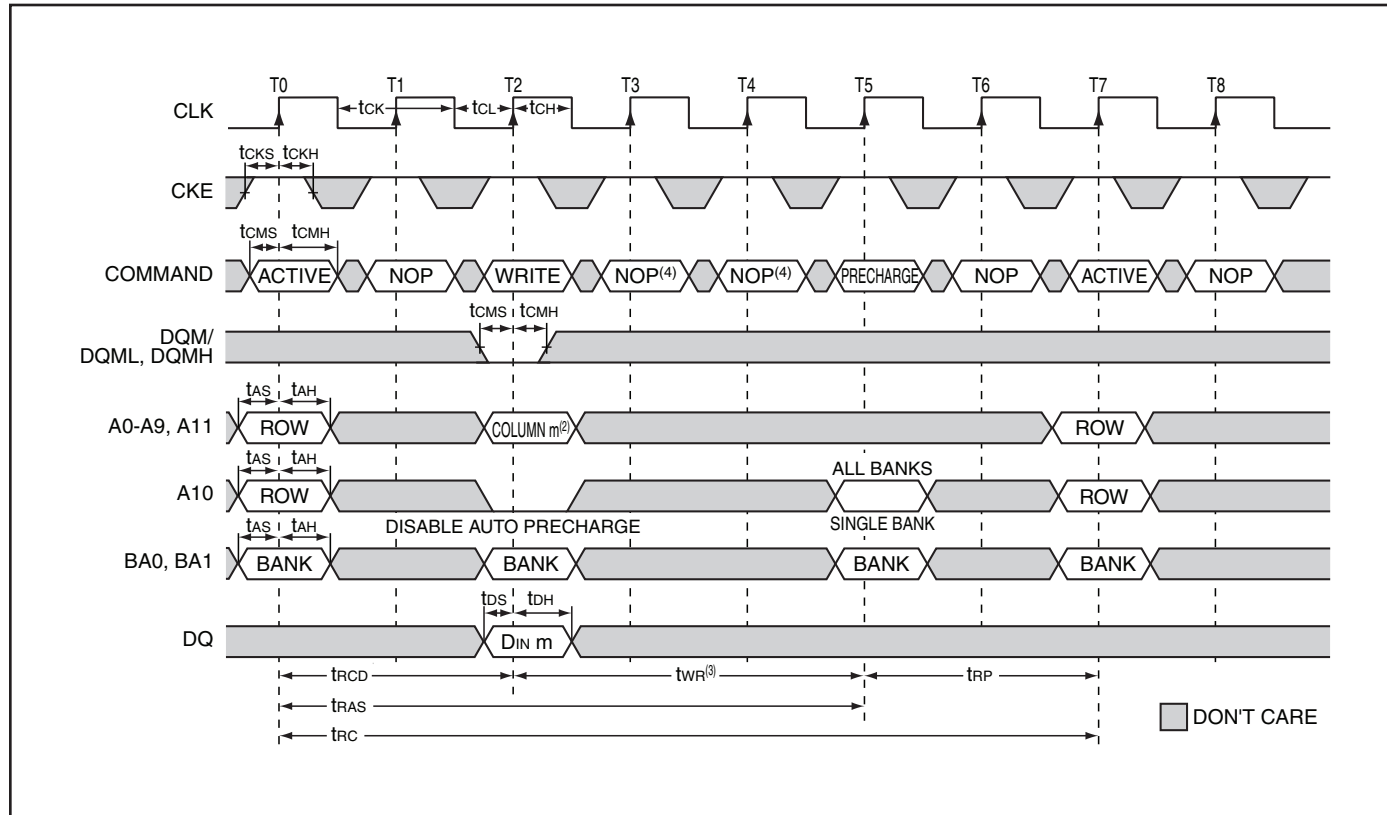 T0 T1 T2 T3 T4 T5 T6 T7 T8
CLK tCK tCL tCH
tCKS tCKH
CKE
tCMS tCMH
COMMAND ACTIVE NOP WRITE NOP(4) NOP(4) PRECHARGE NOP ACTIVE NOP
tCMS tCMH
DQM/
DQML, DQMH
tAS tAH
A0-A9, A11 ROW COLUMN m(2) ROW
tAS tAH ALL BANKS
A10 ROW ROW
DISABLE AUTO PRECHARGE SINGLE BANK
tAS tAH
BA0, BA1 BANK BANK BANK BANK
tDS tDH
DQ DIN m
tRCD tWR(3) tRP
tRAS
DON'T CARE
tRC